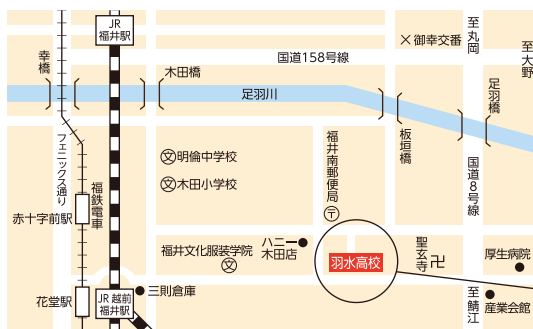 JR
福井駅
至丸岡
御幸交番
至大野
幸橋
国道158号線
木田橋
足羽川
足羽橋
板垣橋
フェニックス通り
文明倫中学校
福井南郵便局
国道8号線
文木田小学校
福鉄電車
〒
赤十字前駅
福井文化服装学院
文
ハニー
木田店
羽水高校
聖玄寺
卍
厚生病院
花堂駅
JR 越前
福井駅
三則倉庫
至鯖江
産業会館